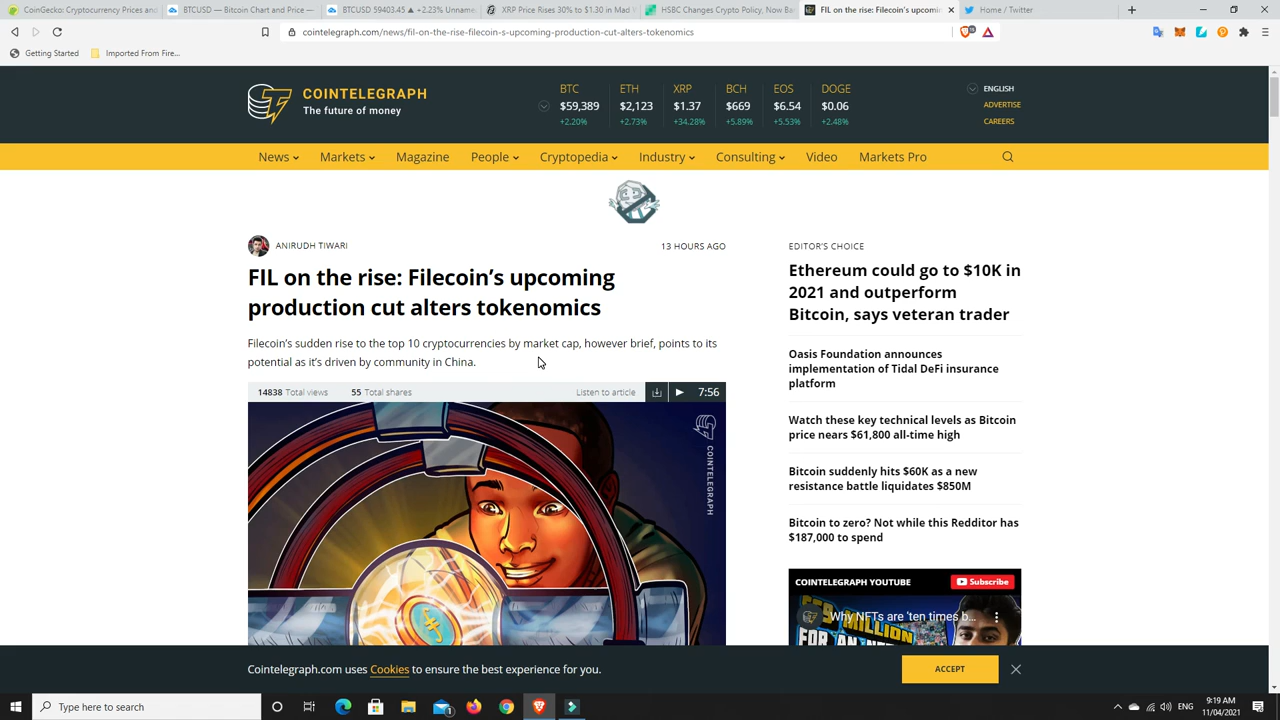 CoinGecko: Cryptocurrency Prices and
BTCUSD — Bitcoin Chart and Price —
BTCUSD 59403.45 ▲ +2.23% Unname
XRP Price Rises 30% to $1.30 in Mad W
HSBC Changes Crypto Policy, Now Ba
FIL on the rise: Filecoin's upcomin
Home / Twitter
cointelegraph.com/news/fil-on-the-rise-filecoin-s-upcoming-production-cut-alters-tokenomics
Getting Started
Imported From Fire...
COINTELEGRAPH
The future of money
BTC ETH XRP BCH EOS DOGE
$59,389 $2,123 $1.37 $669 $6.54 $0.06
+2.20% +2.73% +34.28% +5.89% +5.53% +2.48%
ENGLISH
ADVERTISE
CAREERS
News Markets Magazine People Cryptopedia Industry Consulting Video Markets Pro
ANIRUDH TIWARI
13 HOURS AGO
FIL on the rise: Filecoin's upcoming
production cut alters tokenomics
Filecoin's sudden rise to the top 10 cryptocurrencies by market cap, however brief, points to its
potential as it's driven by community in China.
14838 Total views 55 Total shares Listen to article 7:56
COINTELEGRAPH
EDITOR'S CHOICE
Ethereum could go to $10K in
2021 and outperform
Bitcoin, says veteran trader
Oasis Foundation announces
implementation of Tidal DeFi insurance
platform
Watch these key technical levels as Bitcoin
price nears $61,800 all-time high
Bitcoin suddenly hits $60K as a new
resistance battle liquidates $850M
Bitcoin to zero? Not while this Redditor has
$187,000 to spend
COINTELEGRAPH YOUTUBE
Subscribe
Why NFTs are 'ten times b...
MILLION
FOR AN
Cointelegraph.com uses Cookies to ensure the best experience for you.
ACCEPT
Type here to search
ENG
9:19 AM
11/04/2021